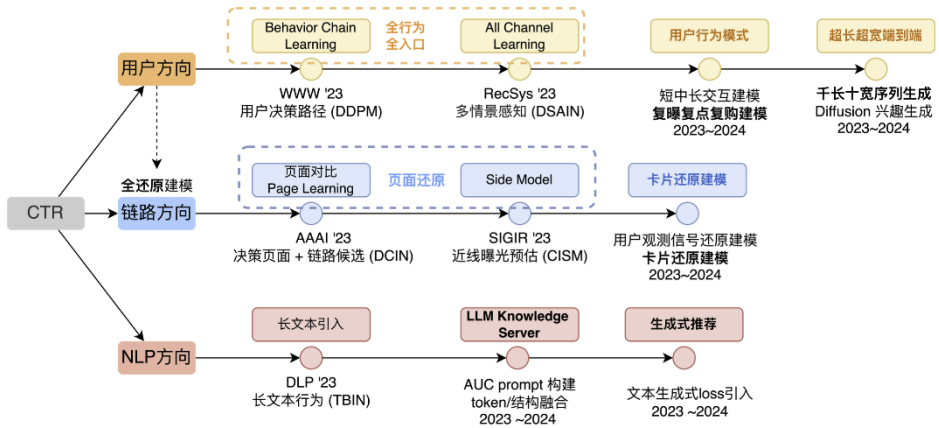 Behavior Chain
Learning
全行为
全入口
All Channel
Learning
用户行为模式
超长超宽端到端
用户方向
WWW '23
用户决策路径 (DDPM)
RecSys '23
多情景感知 (DSAIN)
短中长交互建模
复曝复点复购建模
2023~2024
千长十宽序列生成
Diffusion 兴趣生成
2023~2024
全还原建模
页面对比
Page Learning
页面还原
Side Model
卡片还原建模
CTR
链路方向
AAAI '23
决策页面 + 链路候选 (DCIN)
SIGIR '23
近线曝光预估 (CISM)
用户观测信号还原建模
卡片还原建模
2023~2024
长文本引入
LLM Knowledge
Server
生成式推荐
NLP方向
DLP '23
长文本行为 (TBIN)
AUC prompt 构建
token/结构融合
2023 ~2024
文本生成式loss引入
2023 ~2024